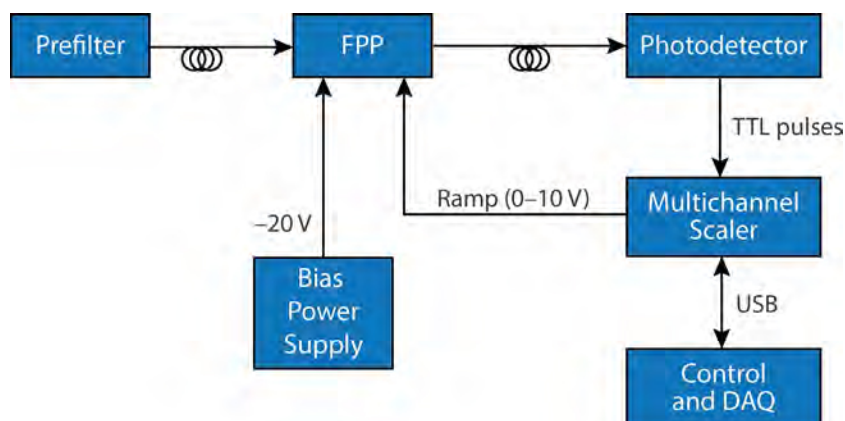 Prefilter
FPP
Photodetector
TTL pulses
Ramp (0–10 V)
Multichannel
Scaler
–20 V
Bias
Power
Supply
USB
Control
and DAQ